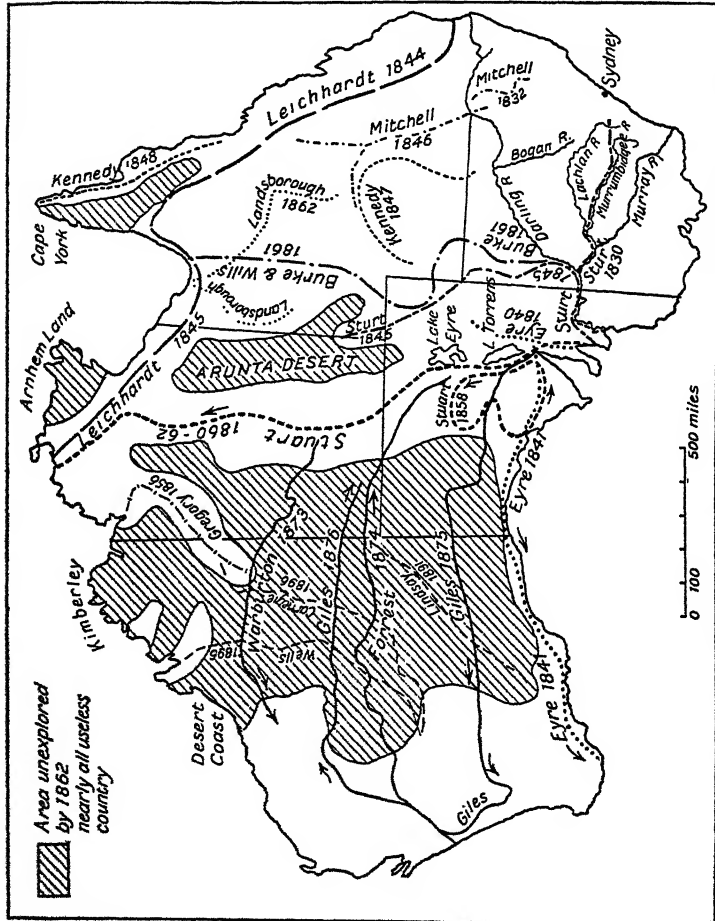 Area unexplored
by 1862
nearly all useless
country
Kimberley
Desert
Coast
Arnhem Land
Cape
York
Kennedy 1848
Leichhardt 1844
Leichhardt 1845
Gregory 1856
Stuart 1860-62
ARUNTA DESERT
Landsborough
Landsborough
1862
Burke & Wills 1861
Mitchell
1846
Mitchell
1832
Kennedy
1847
Sturt
1845
Warburton 1873
Wells
1896
Carnegie
1896
Giles 1876
Forrest 1874
Lindsay
1891
Giles 1875
Giles
Stuart
1858
Lake
Eyre
L. Torrens
Eyre
1840
Burke
1861
1845
Darling R
Bogan R.
Lachlan R
Murrumbidgee R
Murray R
Sturt
Sturt
1830
Sydney
Eyre 1841
Eyre 1841
0 100 500 miles